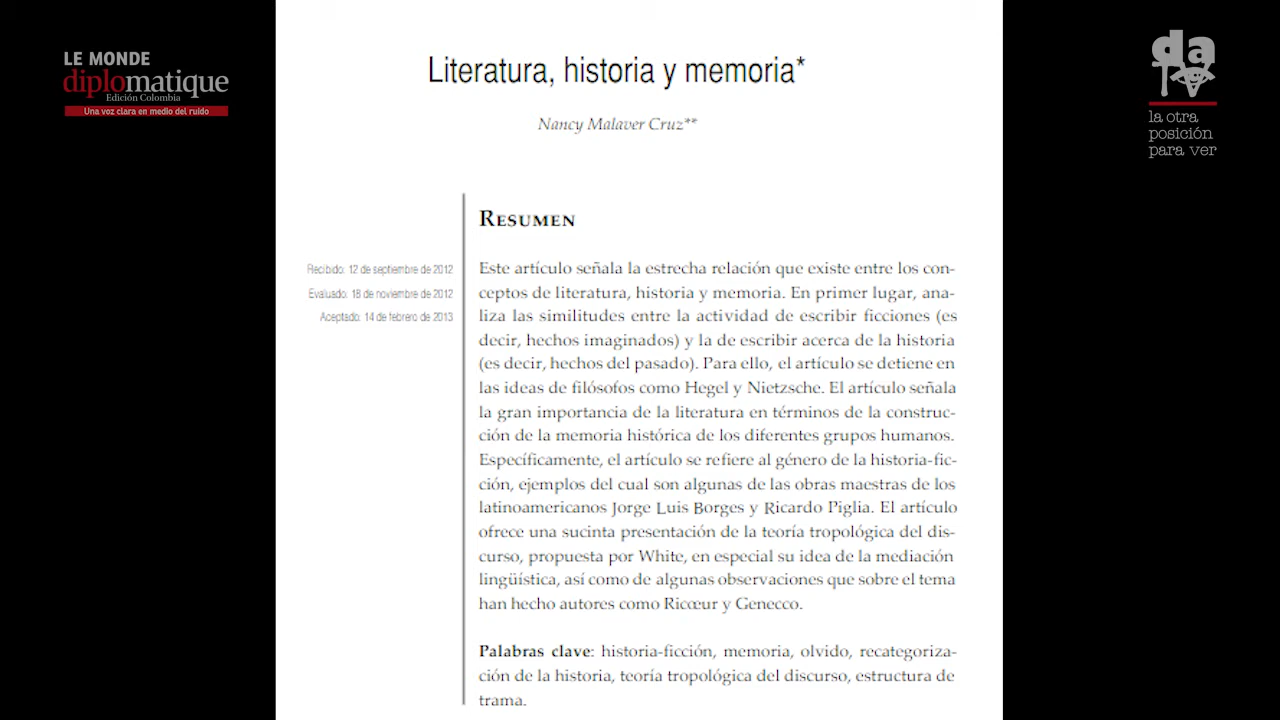 LE MONDE
diplomatique
Edición Colombia
Una voz clara en medio del ruido
da
la otra
posición
para ver
Literatura, historia y memoria*
Nancy Malaver Cruz**
RESUMEN
Recibido: 12 de septiembre de 2012
Evaluado: 18 de noviembre de 2012
Aceptado: 14 de febrero de 2013
Este artículo señala la estrecha relación que existe entre los con-
ceptos de literatura, historia y memoria. En primer lugar, ana-
liza las similitudes entre la actividad de escribir ficciones (es
decir, hechos imaginados) y la de escribir acerca de la historia
(es decir, hechos del pasado). Para ello, el artículo se detiene en
las ideas de filósofos como Hegel y Nietzsche. El artículo señala
la gran importancia de la literatura en términos de la construc-
ción de la memoria histórica de los diferentes grupos humanos.
Específicamente, el artículo se refiere al género de la historia-fic-
ción, ejemplos del cual son algunas de las obras maestras de los
latinoamericanos Jorge Luis Borges y Ricardo Piglia. El artículo
ofrece una sucinta presentación de la teoría tropológica del dis-
curso, propuesta por White, en especial su idea de la mediación
lingüística, así como de algunas observaciones que sobre el tema
han hecho autores como Ricœur y Genecco.
Palabras clave: historia-ficción, memoria, olvido, recategoriza-
ción de la historia, teoría tropológica del discurso, estructura de
trama.